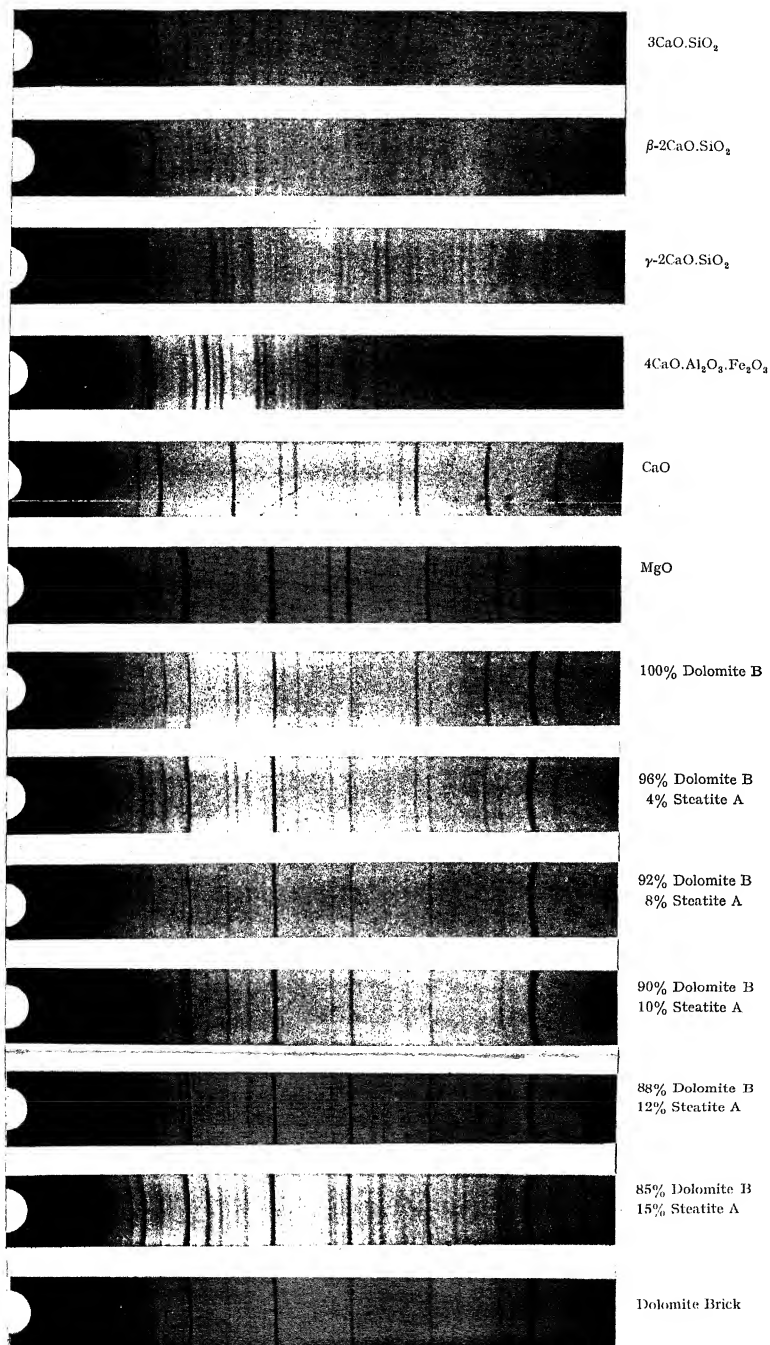 3CaO.SiO₂
β-2CaO.SiO₂
γ-2CaO.SiO₂
4CaO.Al₂O₃.Fe₂O₃
CaO
MgO
100% Dolomite B
96% Dolomite B
4% Steatite A
92% Dolomite B
8% Steatite A
90% Dolomite B
10% Steatite A
88% Dolomite B
12% Steatite A
85% Dolomite B
15% Steatite A
Dolomite Brick